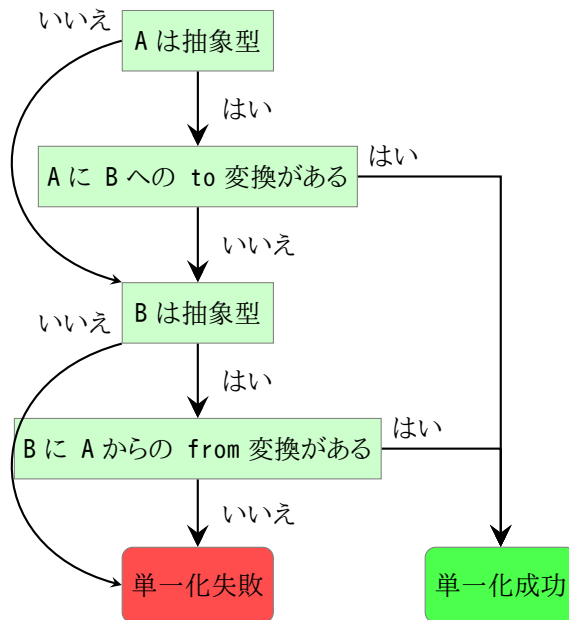 いいえ
A は抽象型
はい
A に B への to 変換がある
はい
いいえ
B は抽象型
いいえ
はい
B に A からの from 変換がある
はい
いいえ
単一化失敗
単一化成功